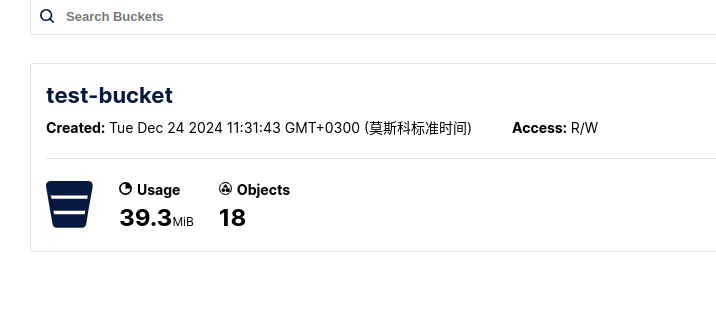 Search Buckets
test-bucket
Created: Tue Dec 24 2024 11:31:43 GMT+0300 (莫斯科标准时间) Access: R/W
Usage Objects
39.3MiB 18